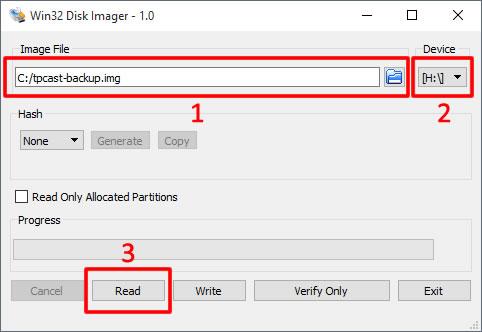 Win32 Disk Imager - 1.0
Image File
Device
C:/tpcast-backup.img
[H:\]
1
2
Hash
None
Generate
Copy
Read Only Allocated Partitions
Progress
3
Cancel
Read
Write
Verify Only
Exit